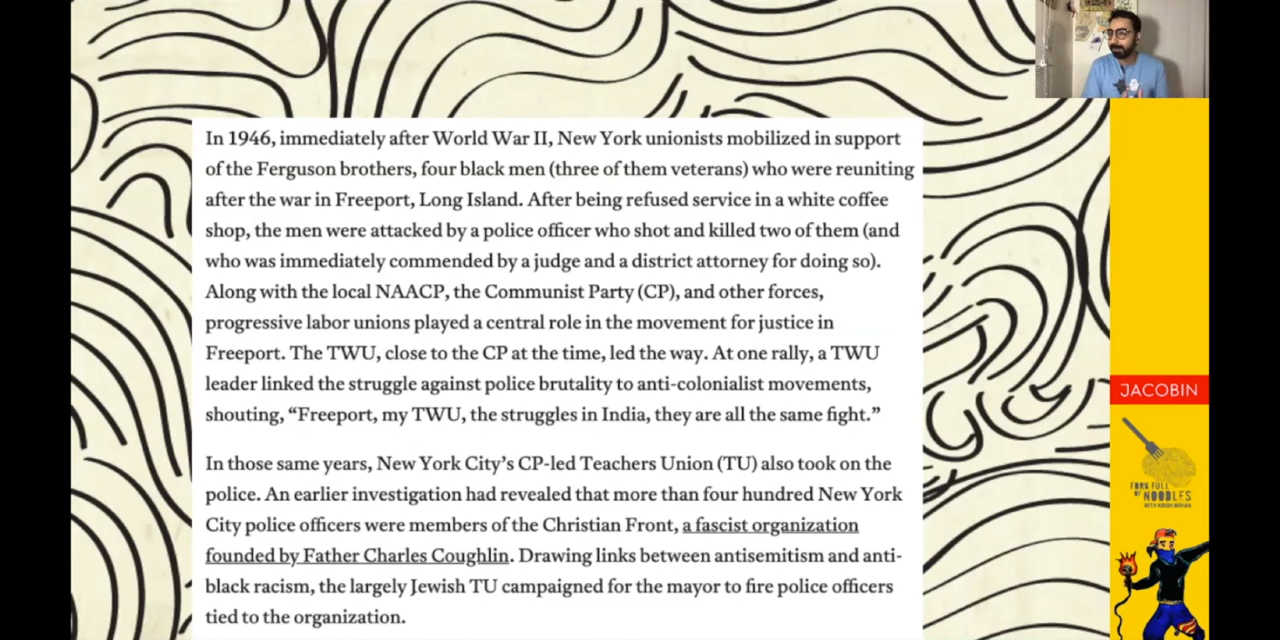 In 1946, immediately after World War II, New York unionists mobilized in support
of the Ferguson brothers, four black men (three of them veterans) who were reuniting
after the war in Freeport, Long Island. After being refused service in a white coffee
shop, the men were attacked by a police officer who shot and killed two of them (and
who was immediately commended by a judge and a district attorney for doing so).
Along with the local NAACP, the Communist Party (CP), and other forces,
progressive labor unions played a central role in the movement for justice in
Freeport. The TWU, close to the CP at the time, led the way. At one rally, a TWU
leader linked the struggle against police brutality to anti-colonialist movements,
shouting, “Freeport, my TWU, the struggles in India, they are all the same fight.”
In those same years, New York City’s CP-led Teachers Union (TU) also took on the
police. An earlier investigation had revealed that more than four hundred New York
City police officers were members of the Christian Front, a fascist organization
founded by Father Charles Coughlin. Drawing links between antisemitism and anti-
black racism, the largely Jewish TU campaigned for the mayor to fire police officers
tied to the organization.
JACOBIN
FORK FULL
OF NOODLES
WITH KRISH MOHAN